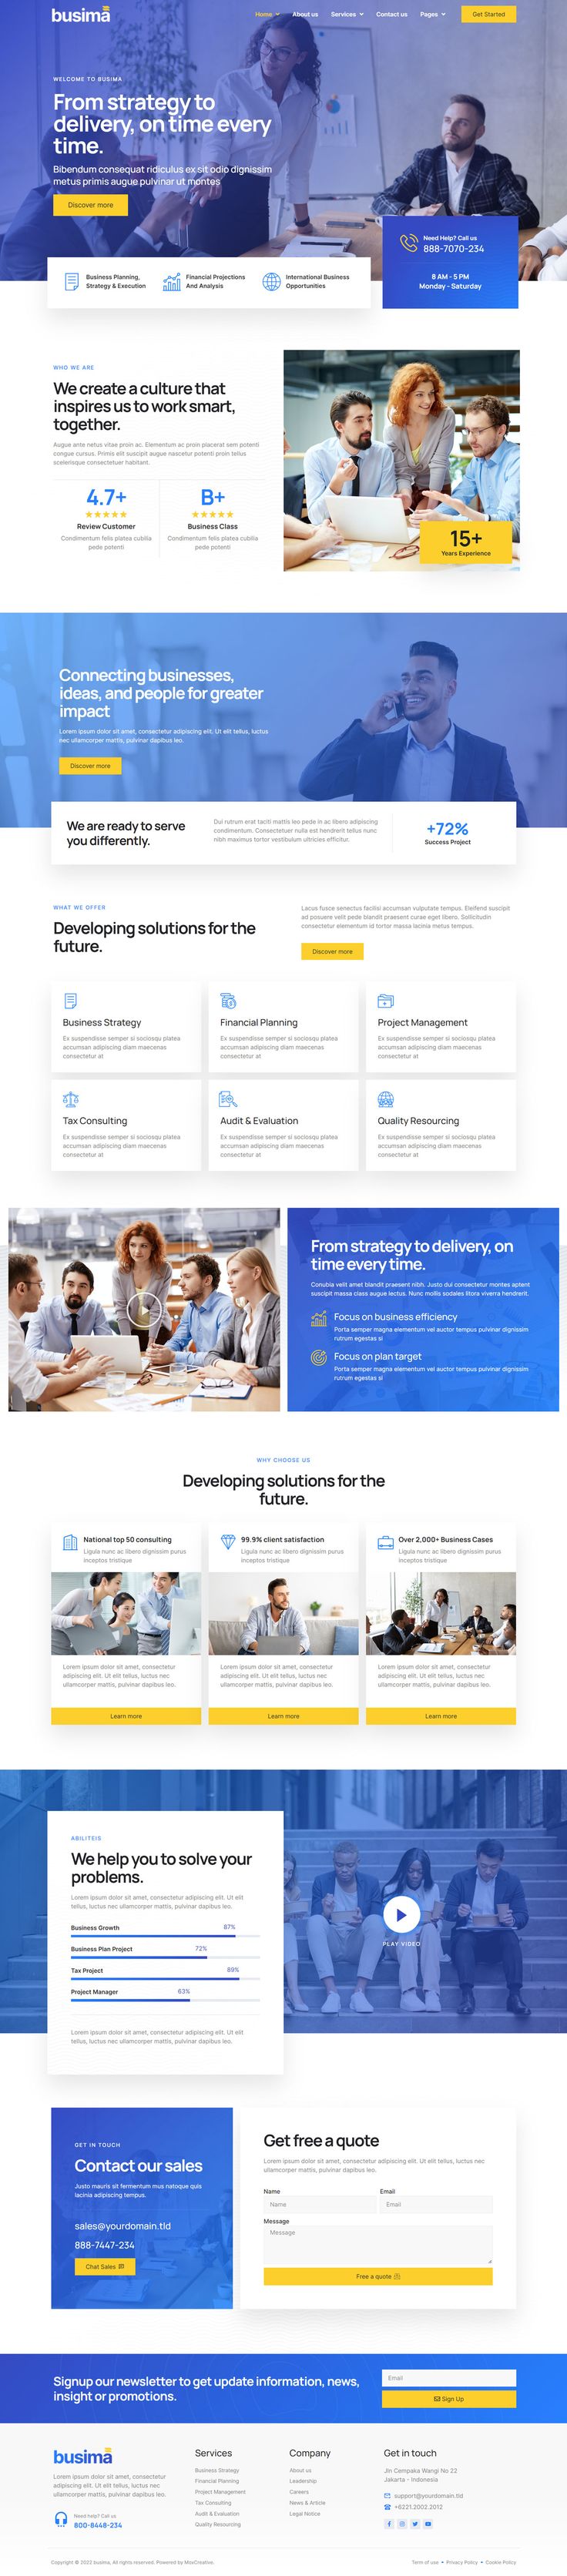 busima
Home
About us
Services
Contact us
Pages
Get Started
WELCOME TO BUSIMA
From strategy to
delivery, on time every
time.
Bibendum consequat ridiculus ex sit odio dignissim
metus primis augue pulvinar ut montes
Discover more
Need Help? Call us
888-7070-234
8 AM - 5 PM
Monday - Saturday
Business Planning,
Strategy & Execution
Financial Projections
And Analysis
International Business
Opportunities
WHO WE ARE
We create a culture that
inspires us to work smart,
together.
Augue ante netus vitae proin ac. Elementum ac proin placerat sem potenti
congue cursus. Primis elit suscipit augue nascetur potenti proin tellus
scelerisque consectetuer habitant.
4.7+
Review Customer
Condimentum felis platea cubilia
pede potenti
B+
Business Class
Condimentum felis platea cubilia
pede potenti
15+
Years Experience
Connecting businesses,
ideas, and people for greater
impact
Lorem ipsum dolor sit amet, consectetur adipiscing elit. Ut elit tellus, luctus
nec ullamcorper mattis, pulvinar dapibus leo.
Discover more
We are ready to serve
you differently.
Dui rutrum erat taciti mattis leo pede in ac libero adipiscing
condimentum. Consectetuer nulla est hendrerit tellus nunc
nibh maximus tortor vestibulum ultricies efficitur.
+72%
Success Project
WHAT WE OFFER
Developing solutions for the
future.
Lacus fusce senectus facilisi accumsan vulputate tempus. Eleifend suscipit
ad posuere velit pede blandit praesent curae eget libero. Sollicitudin
consectetur elementum id tortor massa lacinia metus tempus.
Discover more
Business Strategy
Ex suspendisse semper si sociosqu platea
accumsan adipiscing diam maecenas
consectetur at
Financial Planning
Ex suspendisse semper si sociosqu platea
accumsan adipiscing diam maecenas
consectetur at
Project Management
Ex suspendisse semper si sociosqu platea
accumsan adipiscing diam maecenas
consectetur at
Tax Consulting
Ex suspendisse semper si sociosqu platea
accumsan adipiscing diam maecenas
consectetur at
Audit & Evaluation
Ex suspendisse semper si sociosqu platea
accumsan adipiscing diam maecenas
consectetur at
Quality Resourcing
Ex suspendisse semper si sociosqu platea
accumsan adipiscing diam maecenas
consectetur at
From strategy to delivery, on
time every time.
Conubia velit amet blandit praesent nibh. Justo dui consectetur montes aptent
suscipit massa class augue lectus. Nunc mollis sodales litora viverra hendrerit.
Focus on business efficiency
Porta semper magna elementum vel auctor tempus pulvinar dignissim
rutrum egestas si
Focus on plan target
Porta semper magna elementum vel auctor tempus pulvinar dignissim
rutrum egestas si
WHY CHOOSE US
Developing solutions for the
future.
National top 50 consulting
Ligula nunc ac libero dignissim purus
inceptos tristique
Lorem ipsum dolor sit amet, consectetur
adipiscing elit. Ut elit tellus, luctus nec
ullamcorper mattis, pulvinar dapibus leo.
Learn more
99.9% client satisfaction
Ligula nunc ac libero dignissim purus
inceptos tristique
Lorem ipsum dolor sit amet, consectetur
adipiscing elit. Ut elit tellus, luctus nec
ullamcorper mattis, pulvinar dapibus leo.
Learn more
Over 2,000+ Business Cases
Ligula nunc ac libero dignissim purus
inceptos tristique
Lorem ipsum dolor sit amet, consectetur
adipiscing elit. Ut elit tellus, luctus nec
ullamcorper mattis, pulvinar dapibus leo.
Learn more
ABILITEIS
We help you to solve your
problems.
Lorem ipsum dolor sit amet, consectetur adipiscing elit. Ut elit
tellus, luctus nec ullamcorper mattis, pulvinar dapibus leo.
Business Growth 87%
Business Plan Project 72%
Tax Project 89%
Project Manager 63%
Lorem ipsum dolor sit amet, consectetur adipiscing elit. Ut elit
tellus, luctus nec ullamcorper mattis, pulvinar dapibus leo.
PLAY VIDEO
GET IN TOUCH
Contact our sales
Justo mauris sit fermentum mus natoque quis
lacinia adipiscing tempus.
sales@yourdomain.tld
888-7447-234
Chat Sales
Get free a quote
Lorem ipsum dolor sit amet, consectetur adipiscing elit. Ut elit tellus, luctus nec
ullamcorper mattis, pulvinar dapibus leo.
Name
Name
Email
Email
Message
Message
Free a quote
Signup our newsletter to get update information, news,
insight or promotions.
Email
Sign Up
busima
Lorem ipsum dolor sit amet, consectetur
adipiscing elit. Ut elit tellus, luctus nec
ullamcorper mattis, pulvinar dapibus leo.
Need help? Call us
800-8448-234
Services
Business Strategy
Financial Planning
Project Management
Tax Consulting
Audit & Evaluation
Quality Resourcing
Company
About us
Leadership
Careers
News & Article
Legal Notice
Get in touch
Jln Cempaka Wangi No 22
Jakarta - Indonesia
support@yourdomain.tld
+6221.2002.2012
Copyright © 2022 busima. All rights reserved. Powered by MoxCreative.
Term of use • Privacy Policy • Cookie Policy